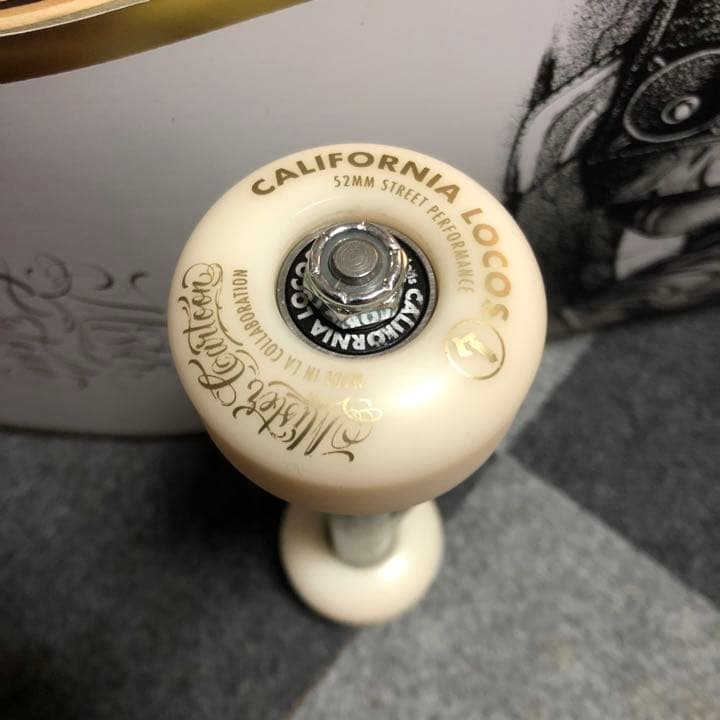 CALIFORNIA LOCOS
52MM STREET PERFORMANCE
Mister Cartoon
MADE IN LA COLLABORATION
CALIFORNIA LOCOS